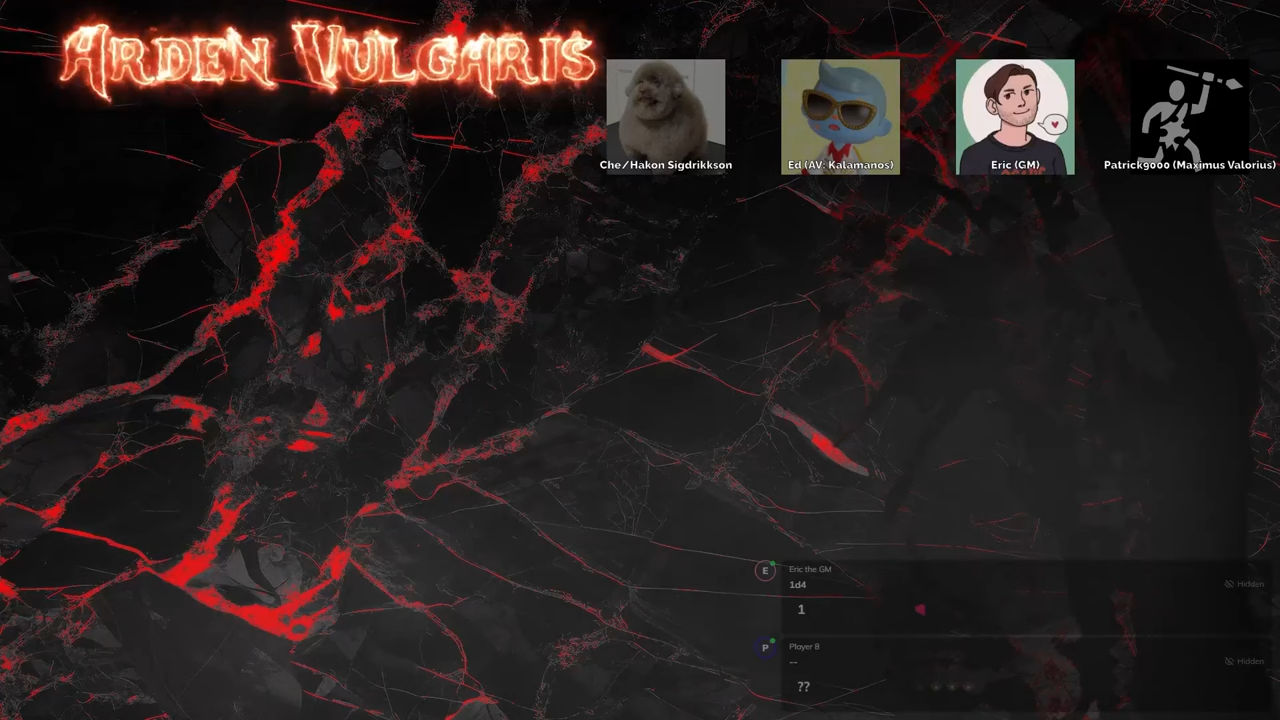 Arden Vulgaris
Che/Hakon Sigdrikkson
Ed (AV: Kalamanos)
Eric (GM)
Patrick9000 (Maximus Valorius)
E
Eric the GM
1d4
Hidden
1
P
Player 8
--
Hidden
??